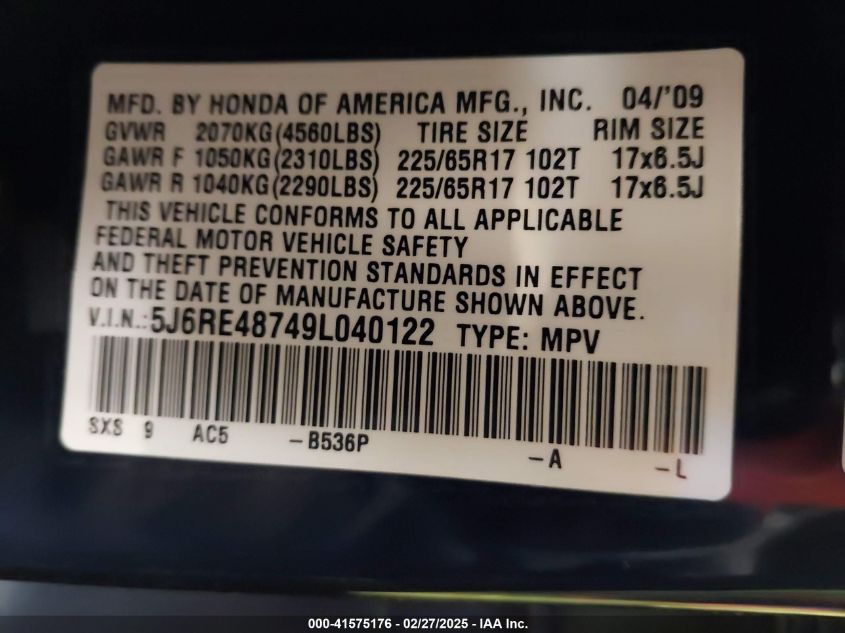 MFD. BY HONDA OF AMERICA MFG., INC. 04/'09
GVWR 2070KG(4560LBS) TIRE SIZE RIM SIZE
GAWR F 1050KG(2310LBS) 225/65R17 102T 17x6.5J
GAWR R 1040KG(2290LBS) 225/65R17 102T 17x6.5J
THIS VEHICLE CONFORMS TO ALL APPLICABLE
FEDERAL MOTOR VEHICLE SAFETY
AND THEFT PREVENTION STANDARDS IN EFFECT
ON THE DATE OF MANUFACTURE SHOWN ABOVE.
V.I.N.:5J6RE48749L040122 TYPE: MPV
SXS 9 AC5 -B536P -A -L
000-41575176 - 02/27/2025 - IAA Inc.